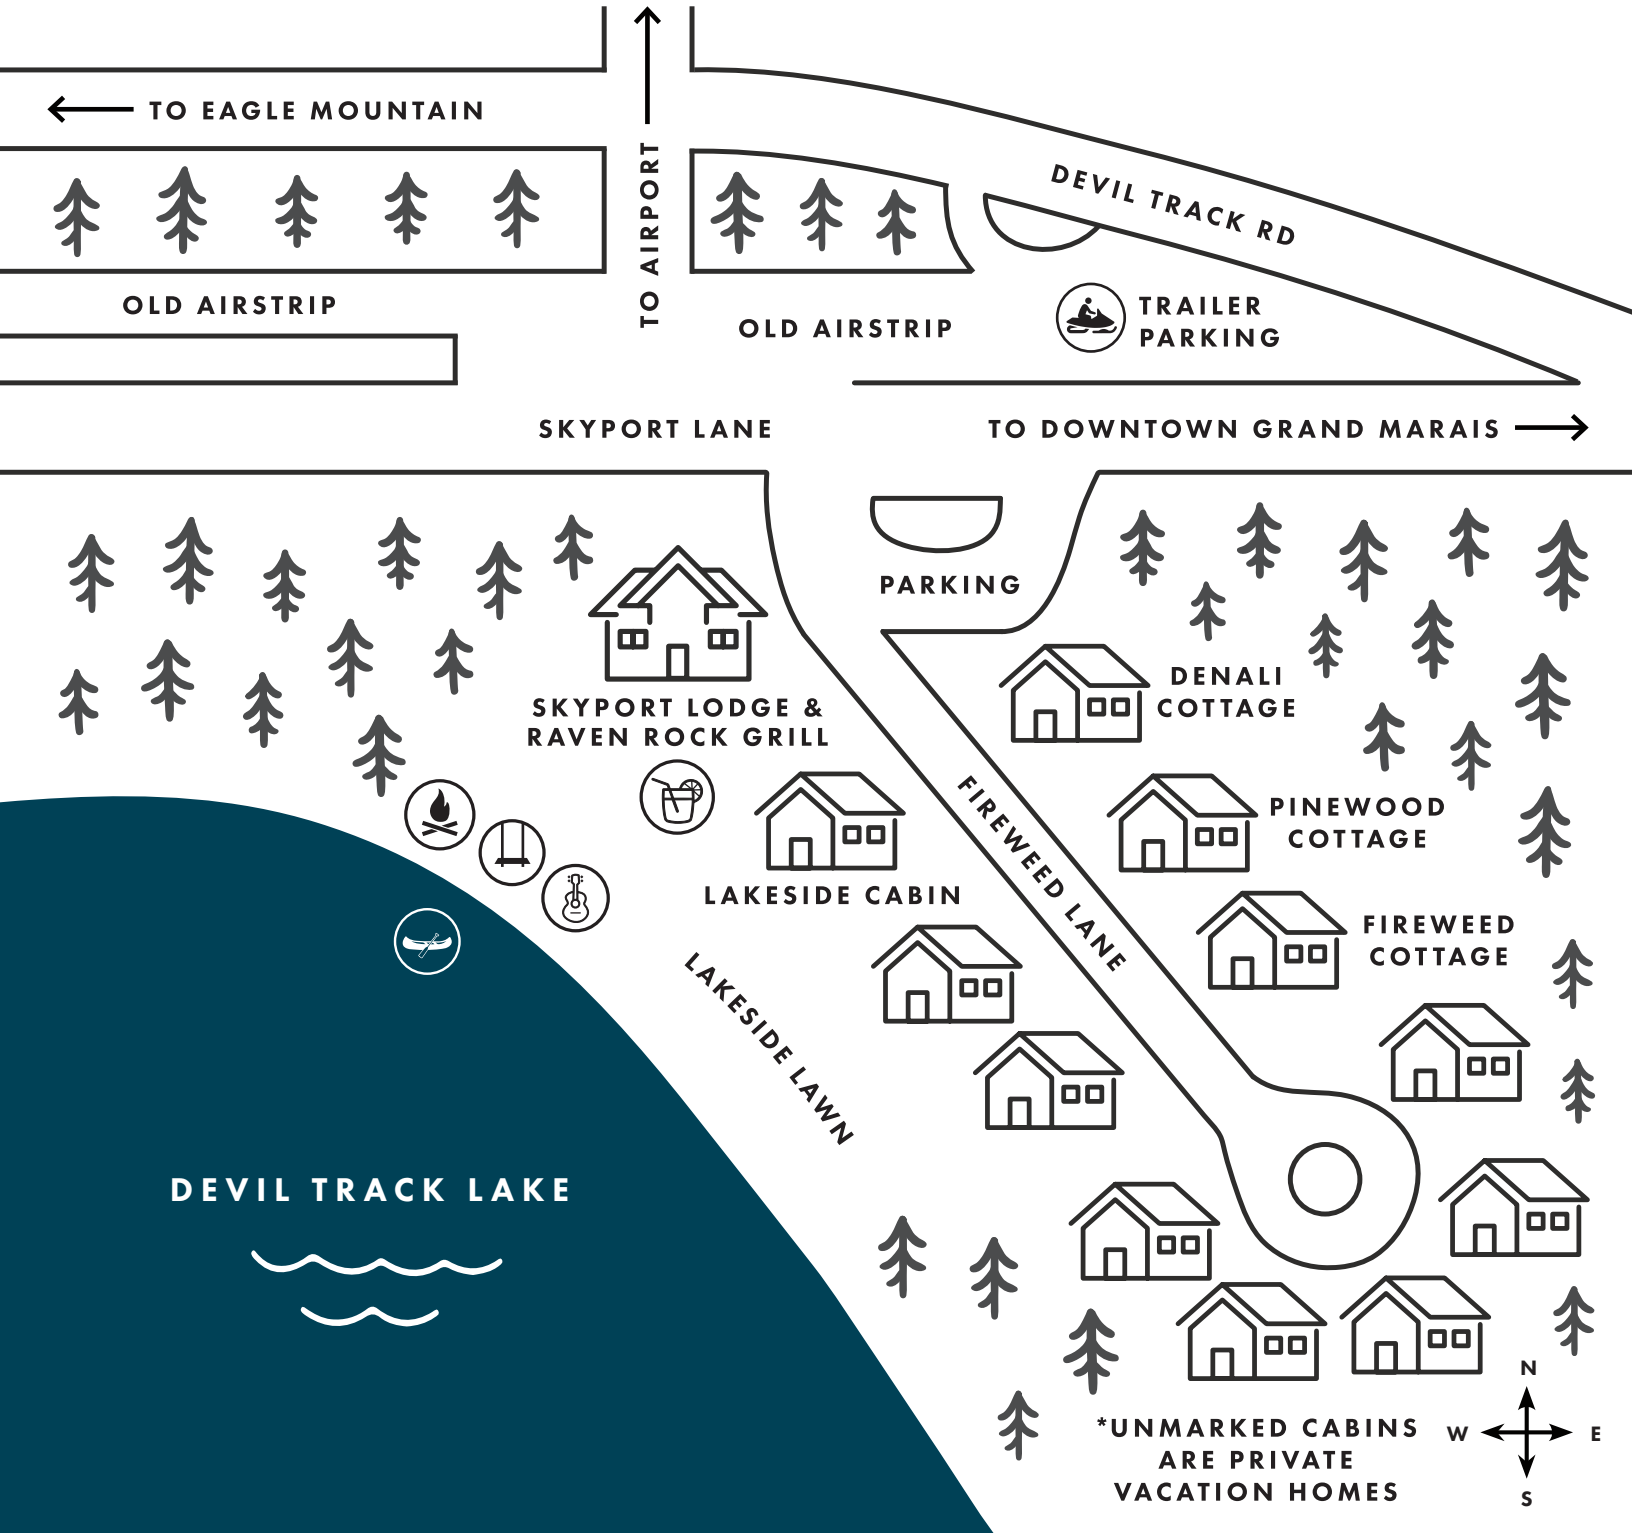 TO EAGLE MOUNTAIN
TO AIRPORT
DEVIL TRACK RD
OLD AIRSTRIP
OLD AIRSTRIP
TRAILER
PARKING
SKYPORT LANE
TO DOWNTOWN GRAND MARAIS
PARKING
SKYPORT LODGE &
RAVEN ROCK GRILL
DENALI
COTTAGE
PINEWOOD
COTTAGE
FIREWEED LANE
LAKESIDE CABIN
FIREWEED
COTTAGE
LAKESIDE LAWN
DEVIL TRACK LAKE
*UNMARKED CABINS
ARE PRIVATE
VACATION HOMES
N
W
E
S